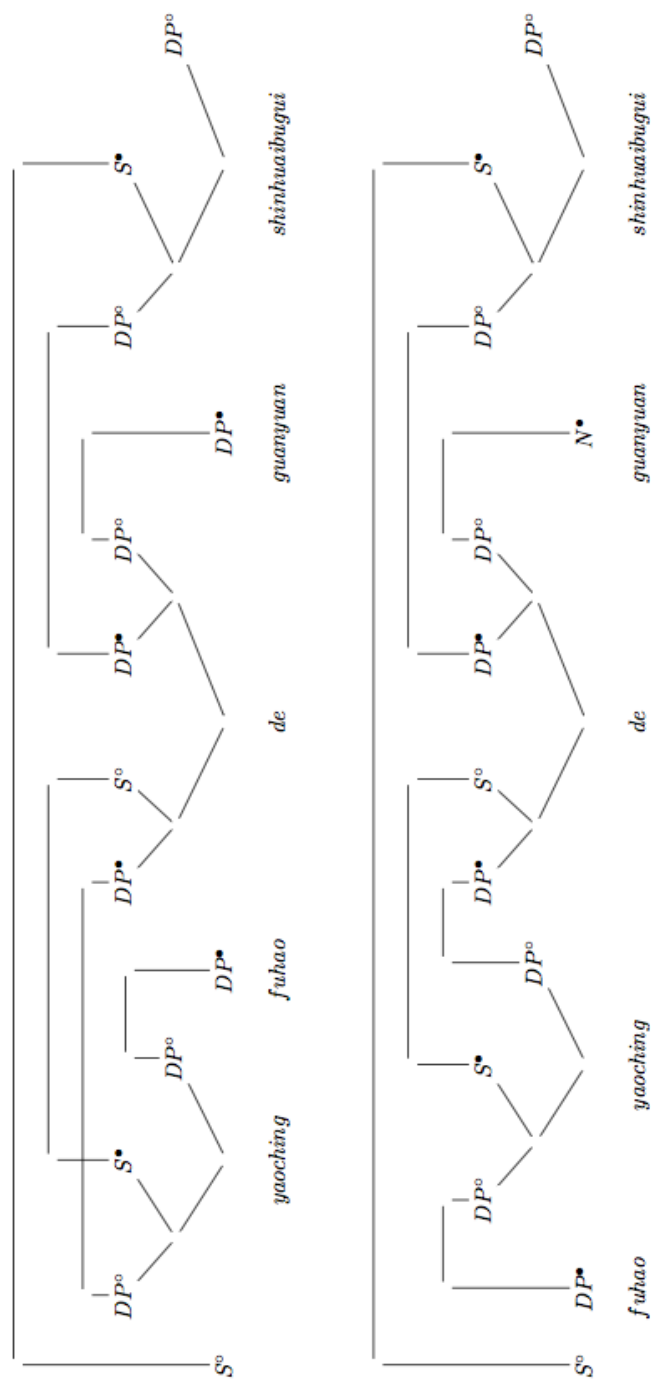 DP° S• DP• S° DP• DP° DP° S•
DP° DP°
S° DP• DP•
yaoching fuhao de guanyuan shinhuaibugui
DP° S• DP• S° DP• DP° DP° S•
DP° DP°
S° DP• N•
fuhao yaoching de guanyuan shinhuaibugui